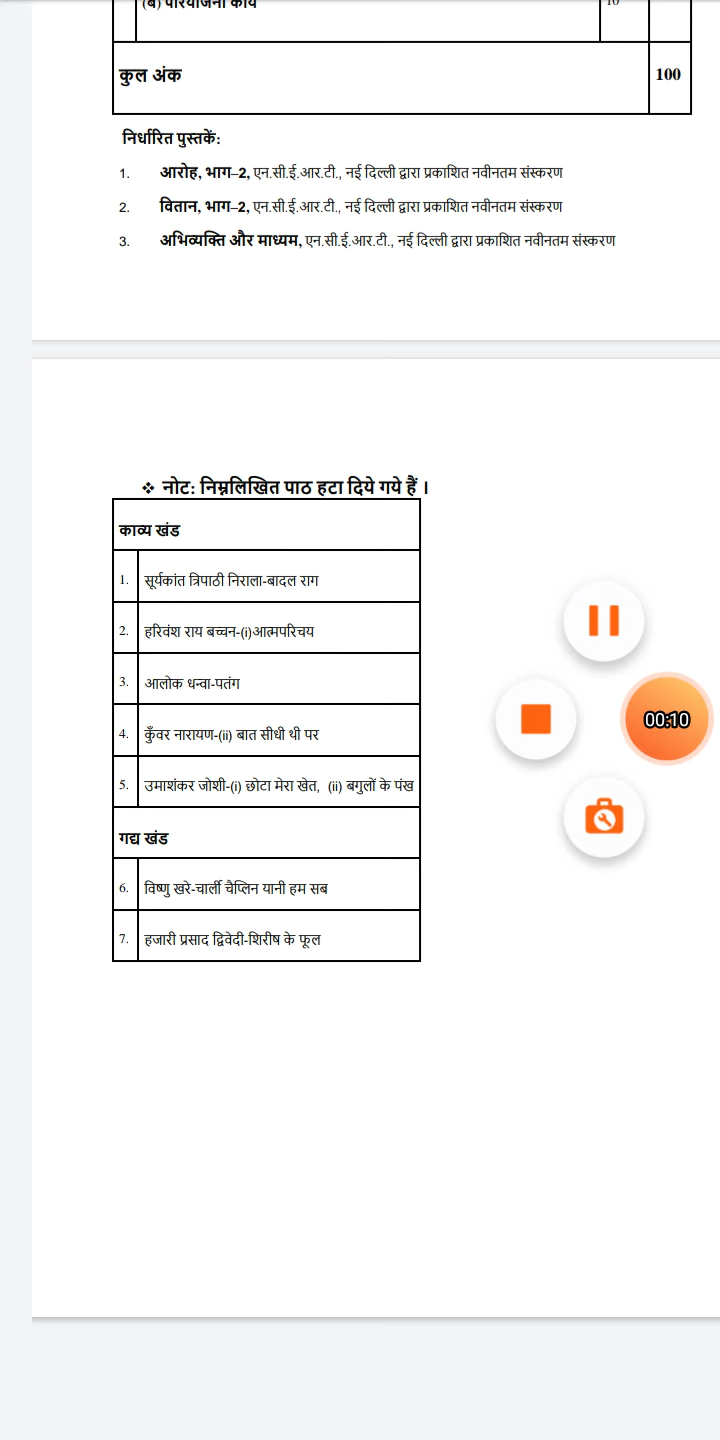 (ब) परियोजना कार्य
10
कुल अंक 100
निर्धारित पुस्तकें:
1. आरोह, भाग–2, एन.सी.ई.आर.टी., नई दिल्ली द्वारा प्रकाशित नवीनतम संस्करण
2. वितान, भाग–2, एन.सी.ई.आर.टी., नई दिल्ली द्वारा प्रकाशित नवीनतम संस्करण
3. अभिव्यक्ति और माध्यम, एन.सी.ई.आर.टी., नई दिल्ली द्वारा प्रकाशित नवीनतम संस्करण
❖ नोट: निम्नलिखित पाठ हटा दिये गये हैं ।
काव्य खंड
1. सूर्यकांत त्रिपाठी निराला-बादल राग
2. हरिवंश राय बच्चन-(i)आत्मपरिचय
3. आलोक धन्वा-पतंग
4. कुँवर नारायण-(ii) बात सीधी थी पर
5. उमाशंकर जोशी-(i) छोटा मेरा खेत, (ii) बगुलों के पंख
गद्य खंड
6. विष्णु खरे-चार्ली चैप्लिन यानी हम सब
7. हजारी प्रसाद द्विवेदी-शिरीष के फूल
00:10